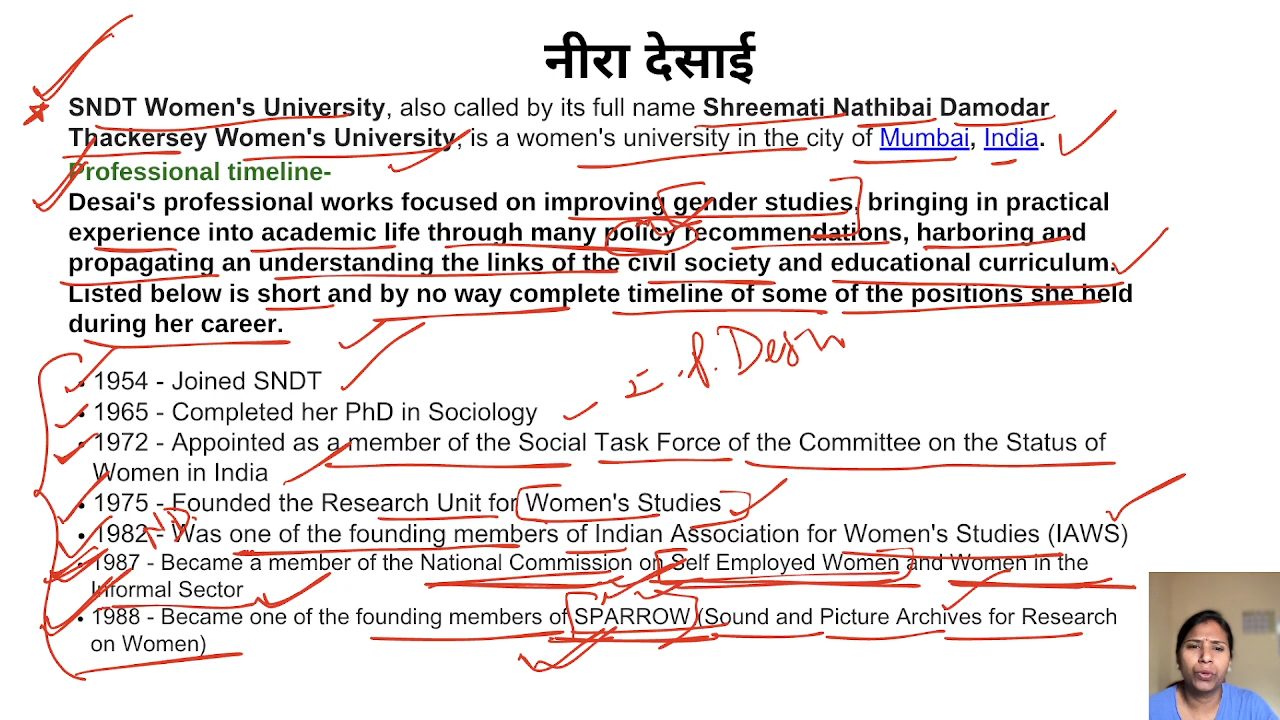 नीरा देसाई
SNDT Women's University, also called by its full name Shreemati Nathibai Damodar
Thackersey Women's University, is a women's university in the city of Mumbai, India.
Professional timeline-
Desai's professional works focused on improving gender studies, bringing in practical
experience into academic life through many policy recommendations, harboring and
propagating an understanding the links of the civil society and educational curriculum.
Listed below is short and by no way complete timeline of some of the positions she held
during her career.
• 1954 - Joined SNDT
• 1965 - Completed her PhD in Sociology
• 1972 - Appointed as a member of the Social Task Force of the Committee on the Status of
Women in India
• 1975 - Founded the Research Unit for Women's Studies
• 1982 - Was one of the founding members of Indian Association for Women's Studies (IAWS)
• 1987 - Became a member of the National Commission on Self Employed Women and Women in the
Informal Sector
• 1988 - Became one of the founding members of SPARROW (Sound and Picture Archives for Research
on Women)